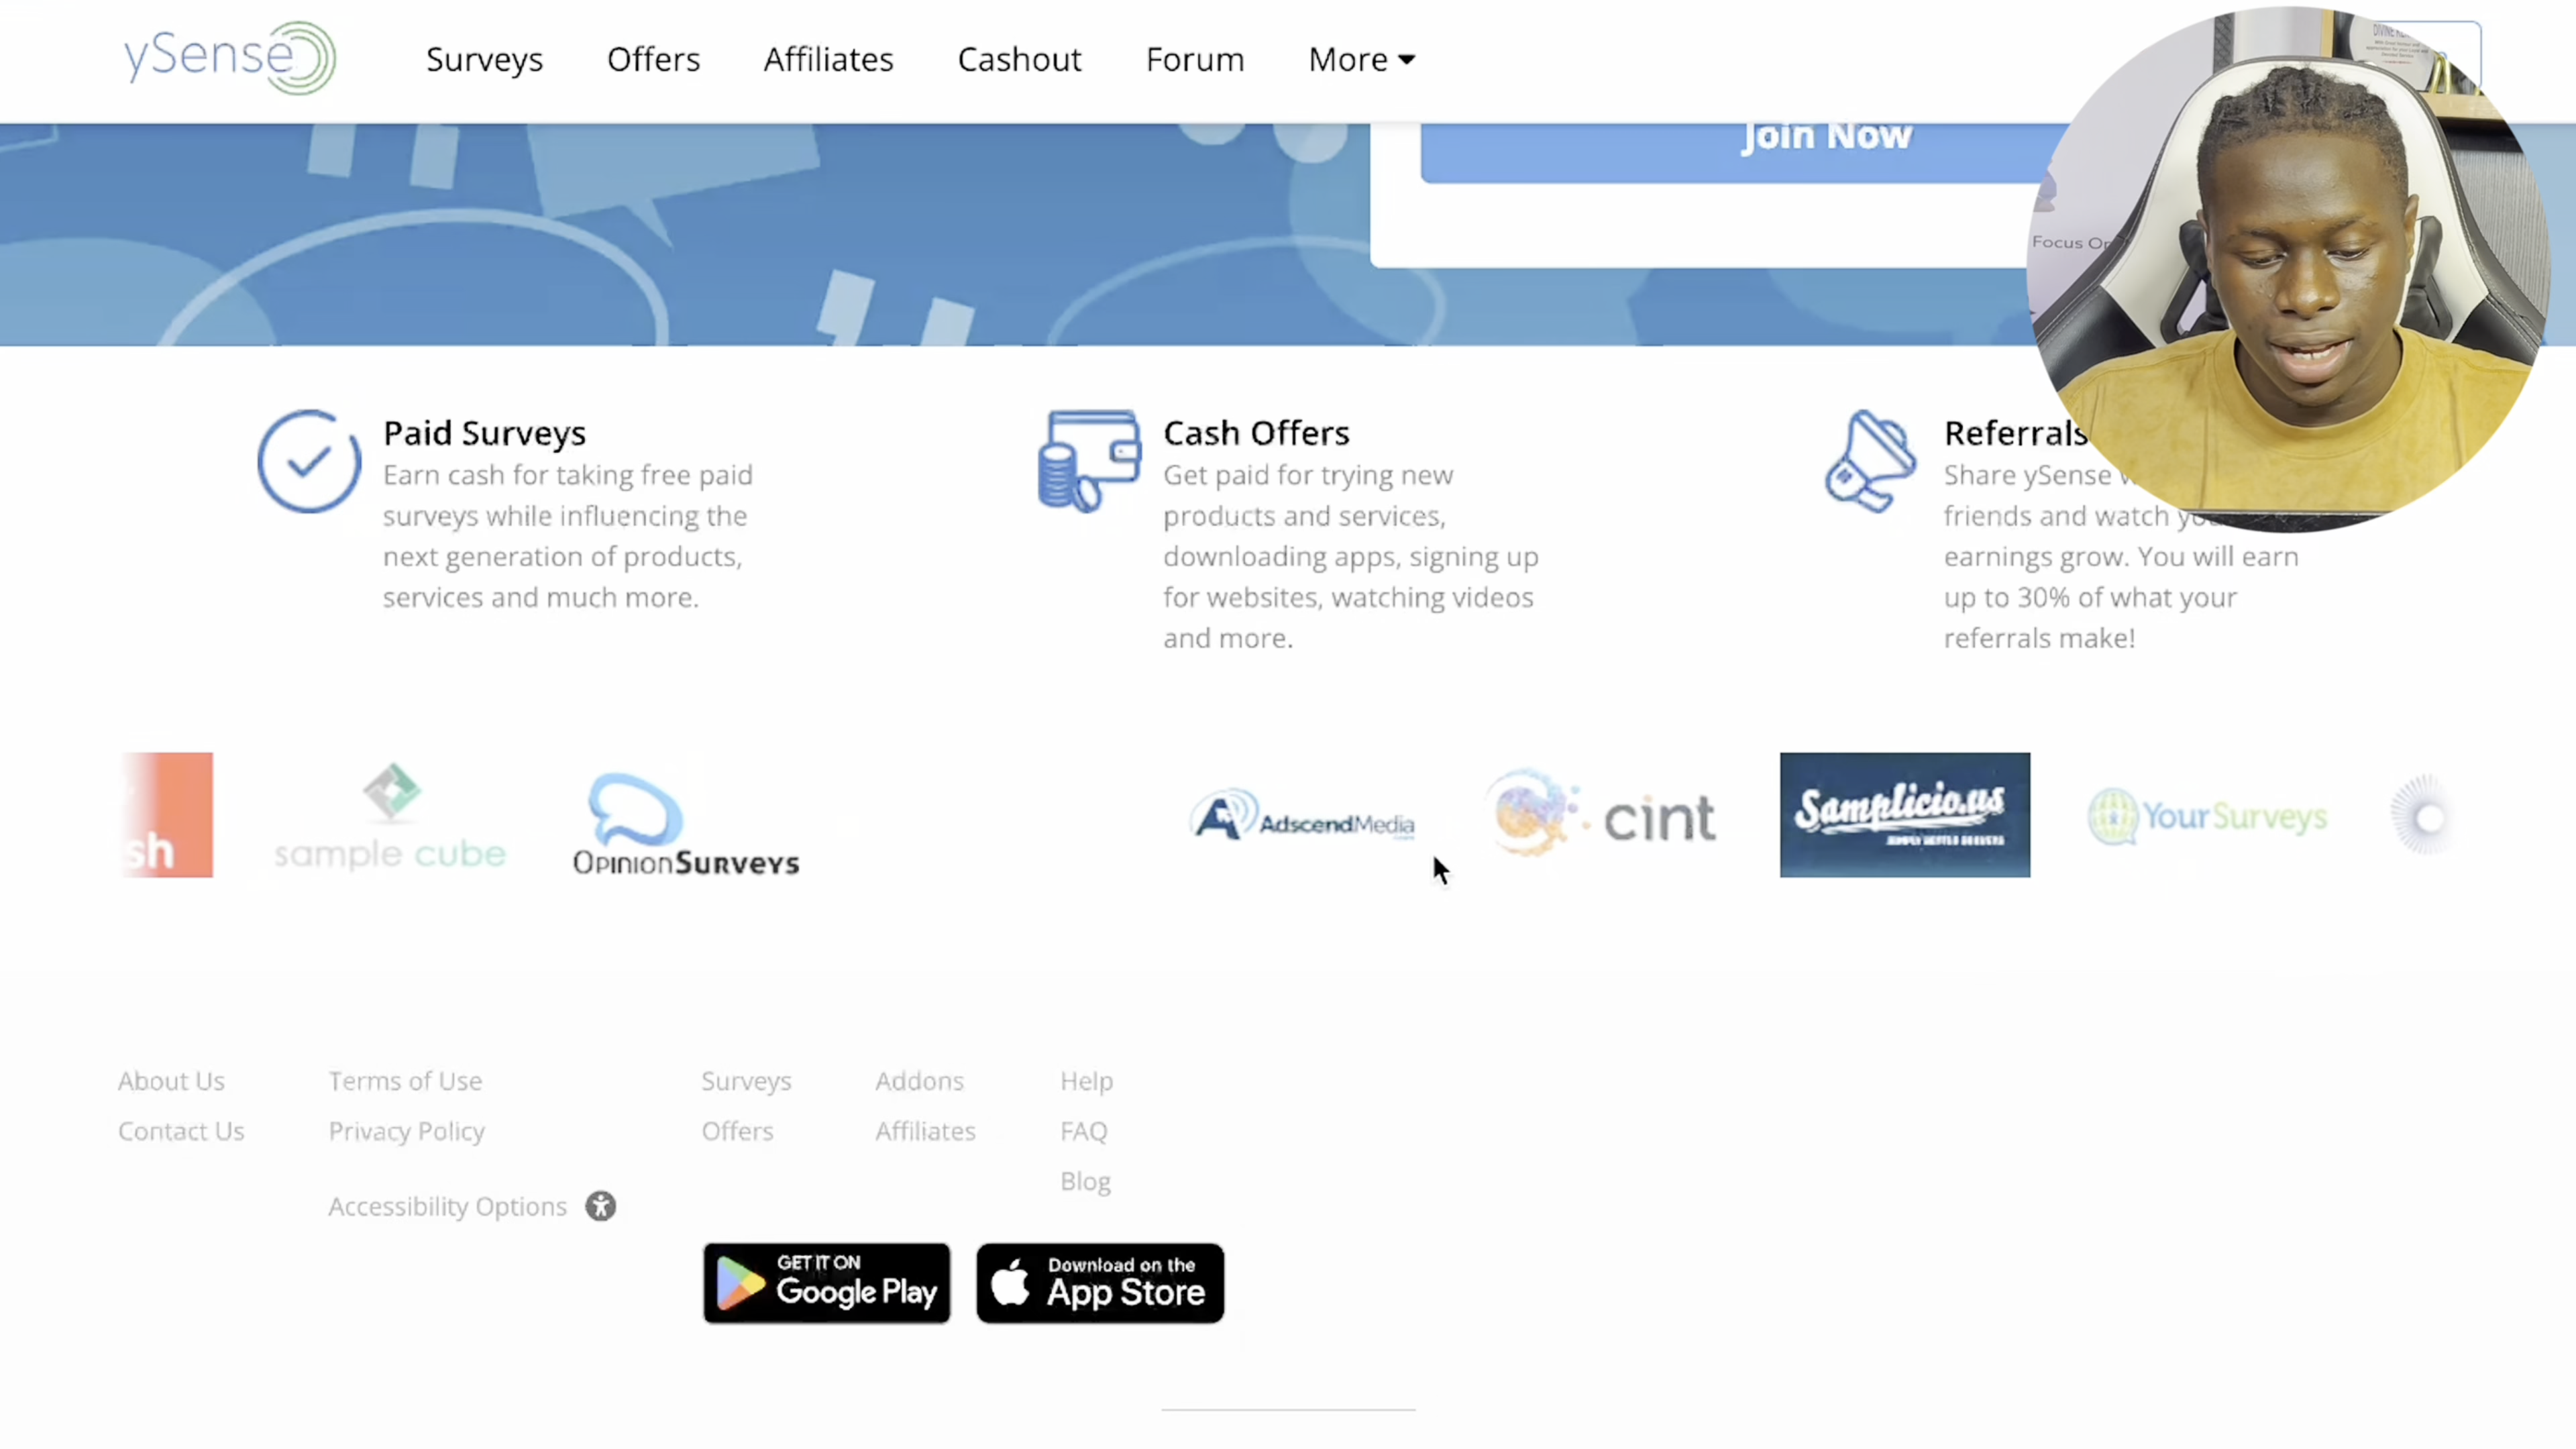 ySense
Surveys
Offers
Affiliates
Cashout
Forum
More
Join Now
Focus
Paid Surveys
Earn cash for taking free paid
surveys while influencing the
next generation of products,
services and much more.
Cash Offers
Get paid for trying new
products and services,
downloading apps, signing up
for websites, watching videos
and more.
Referrals
Share ySense
friends and watch
earnings grow. You will earn
up to 30% of what your
referrals make!
sh
sample cube
OPINIONSURVEYS
AdscendMedia
cint
Samplicio.us
YourSurveys
About Us
Contact Us
Terms of Use
Privacy Policy
Accessibility Options
Surveys
Offers
Addons
Affiliates
Help
FAQ
Blog
GET IT ON
Google Play
Download on the
App Store